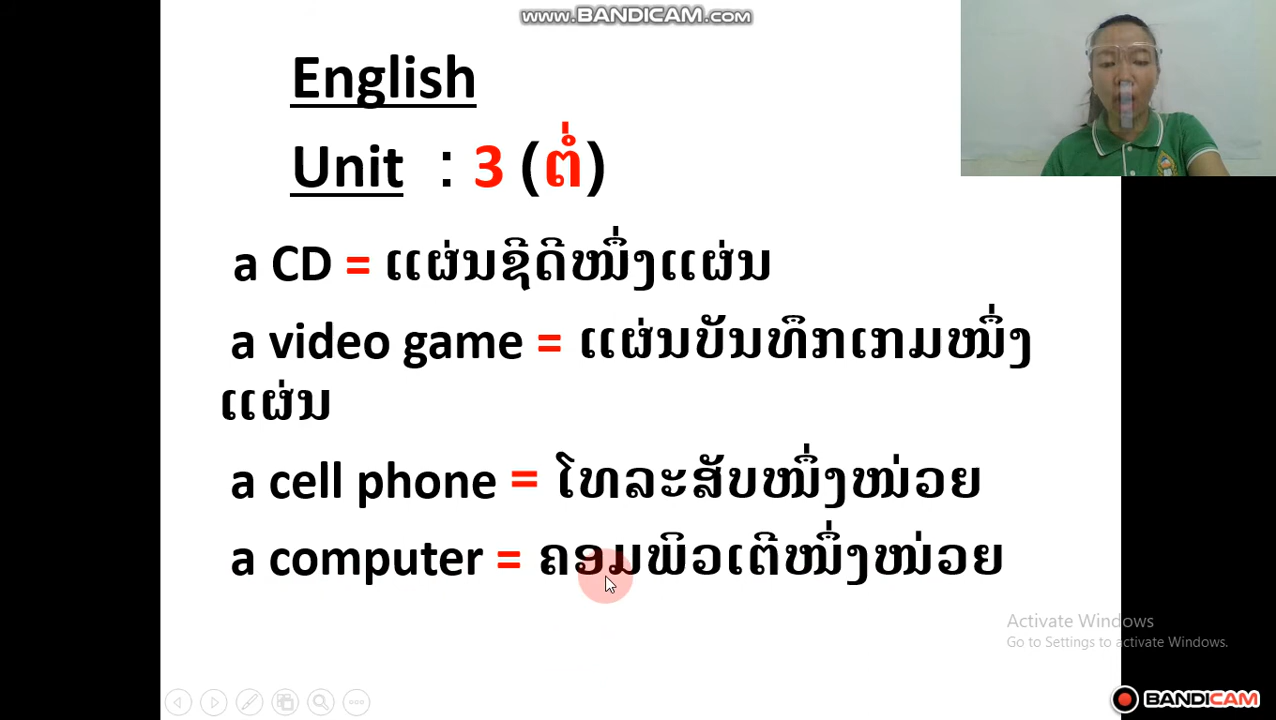 www.BANDICAM.com
English
Unit : 3 (ຕໍ່)
a CD = ແຜ່ນຊີດີໜຶ່ງແຜ່ນ
a video game = ແຜ່ນບັນທຶກເກມໜຶ່ງ
ແຜ່ນ
a cell phone = ໂທລະສັບໜຶ່ງໜ່ວຍ
a computer = ຄອມພິວເຕີໜຶ່ງໜ່ວຍ
Activate Windows
Go to Settings to activate Windows.
BANDICAM